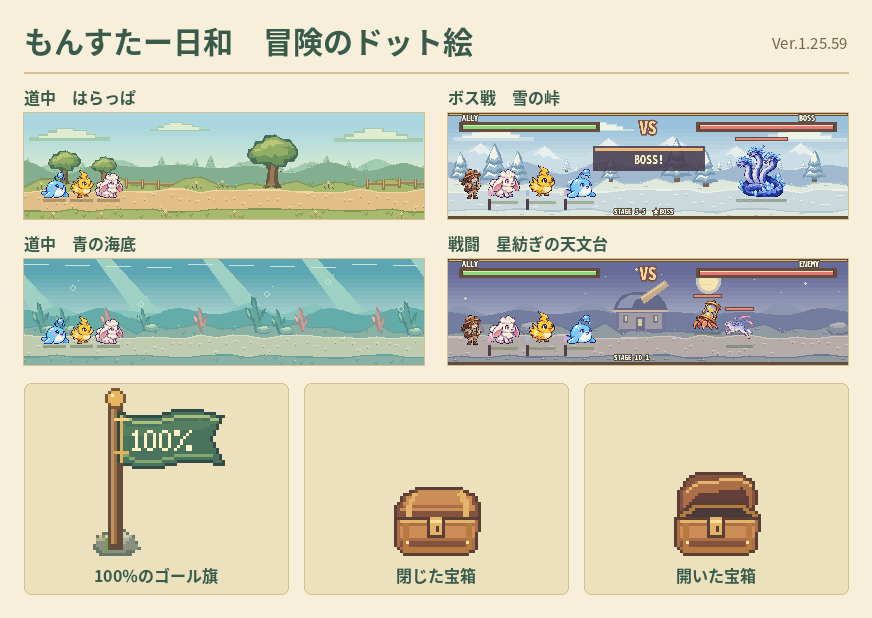 もんすたー日和　冒険のドット絵
Ver.1.25.59
道中　はらっぱ
ボス戦　雪の峠
ALLY
VS
BOSS
BOSS!
STAGE 3-5 ★BOSS
道中　青の海底
戦闘　星紡ぎの天文台
ALLY
VS
ENEMY
STAGE 10-1
100%
100%のゴール旗
閉じた宝箱
開いた宝箱